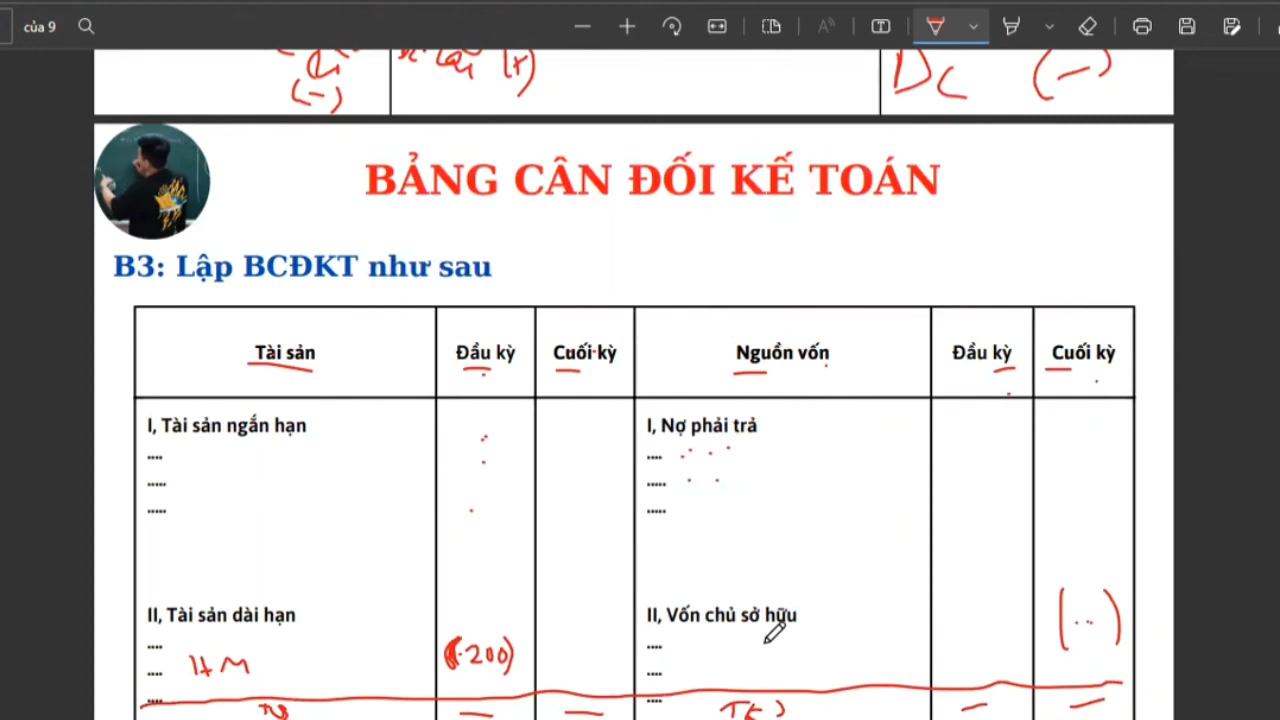 của 9
(-)
(+)
(-)
BẢNG CÂN ĐỐI KẾ TOÁN
B3: Lập BCĐKT như sau
Tài sản Đầu kỳ Cuối kỳ Nguồn vốn Đầu kỳ Cuối kỳ
I, Tài sản ngắn hạn I, Nợ phải trả
.... ....
..... .....
..... .....
II, Tài sản dài hạn II, Vốn chủ sở hữu (..)
.... ....
.... HM (200) ....
.... ....